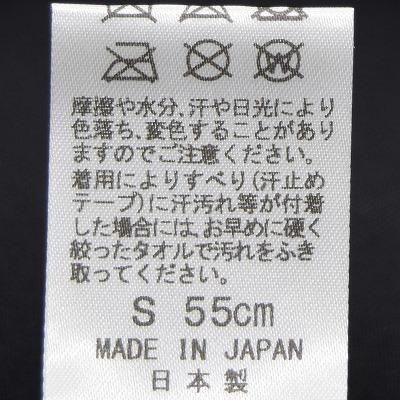 摩擦や水分、汗や日光により
色落ち、変色することがあり
ますのでご注意ください。
着用によりすべり(汗止め
テープ)に汗汚れ等が付着
した場合には、お早めに硬く
絞ったタオルで汚れをふき
取ってください。
S 55cm
MADE IN JAPAN
日本製